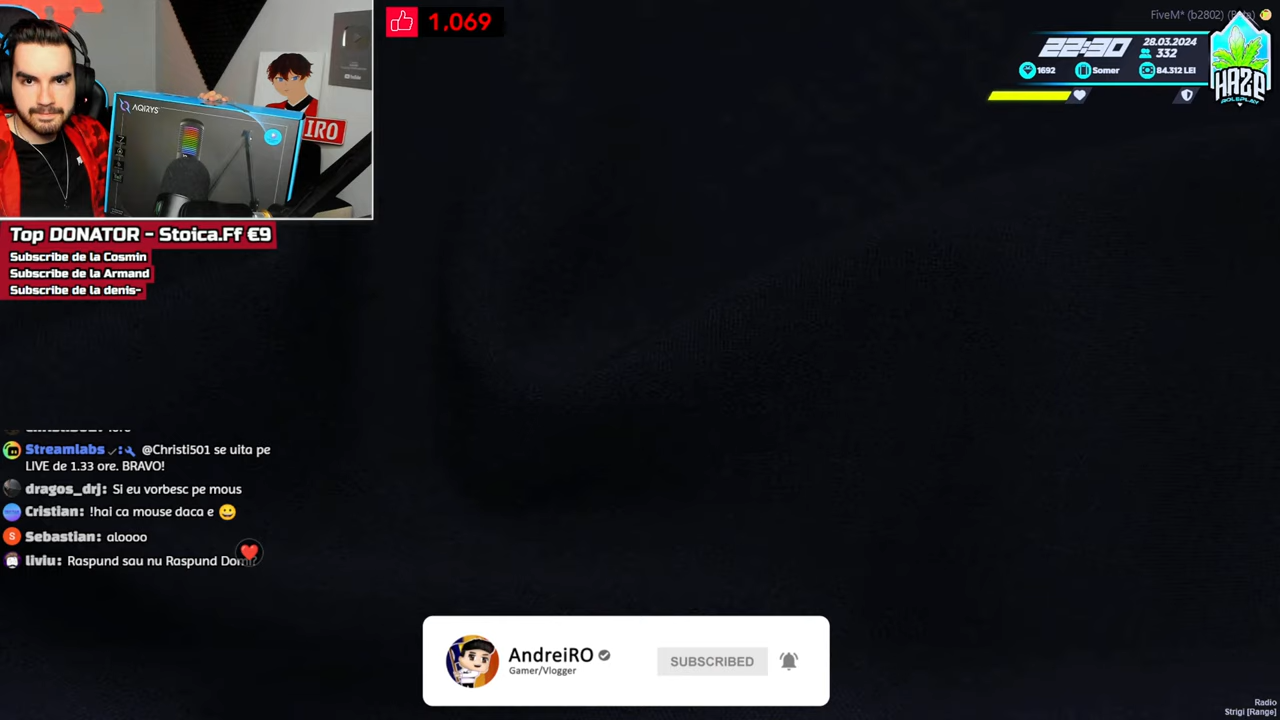 1,069
FiveM* (b2802) (Beta)
22:30
28.03.2024
332
1692
Somer
84.312 LEI
HAZE
ROLEPLAY
AQIRYS
IRO
Top DONATOR - Stoica.Ff €9
Subscribe de la Cosmin
Subscribe de la Armand
Subscribe de la denis-
Streamlabs @Christi501 se uita pe
LIVE de 1.33 ore. BRAVO!
dragos_drj: Si eu vorbesc pe mous
Cristian: !hai ca mouse daca e
S Sebastian: aloooo
liviu: Raspund sau nu Raspund
AndreiRO
Gamer/Vlogger
SUBSCRIBED
Radio
Strigi [Range]